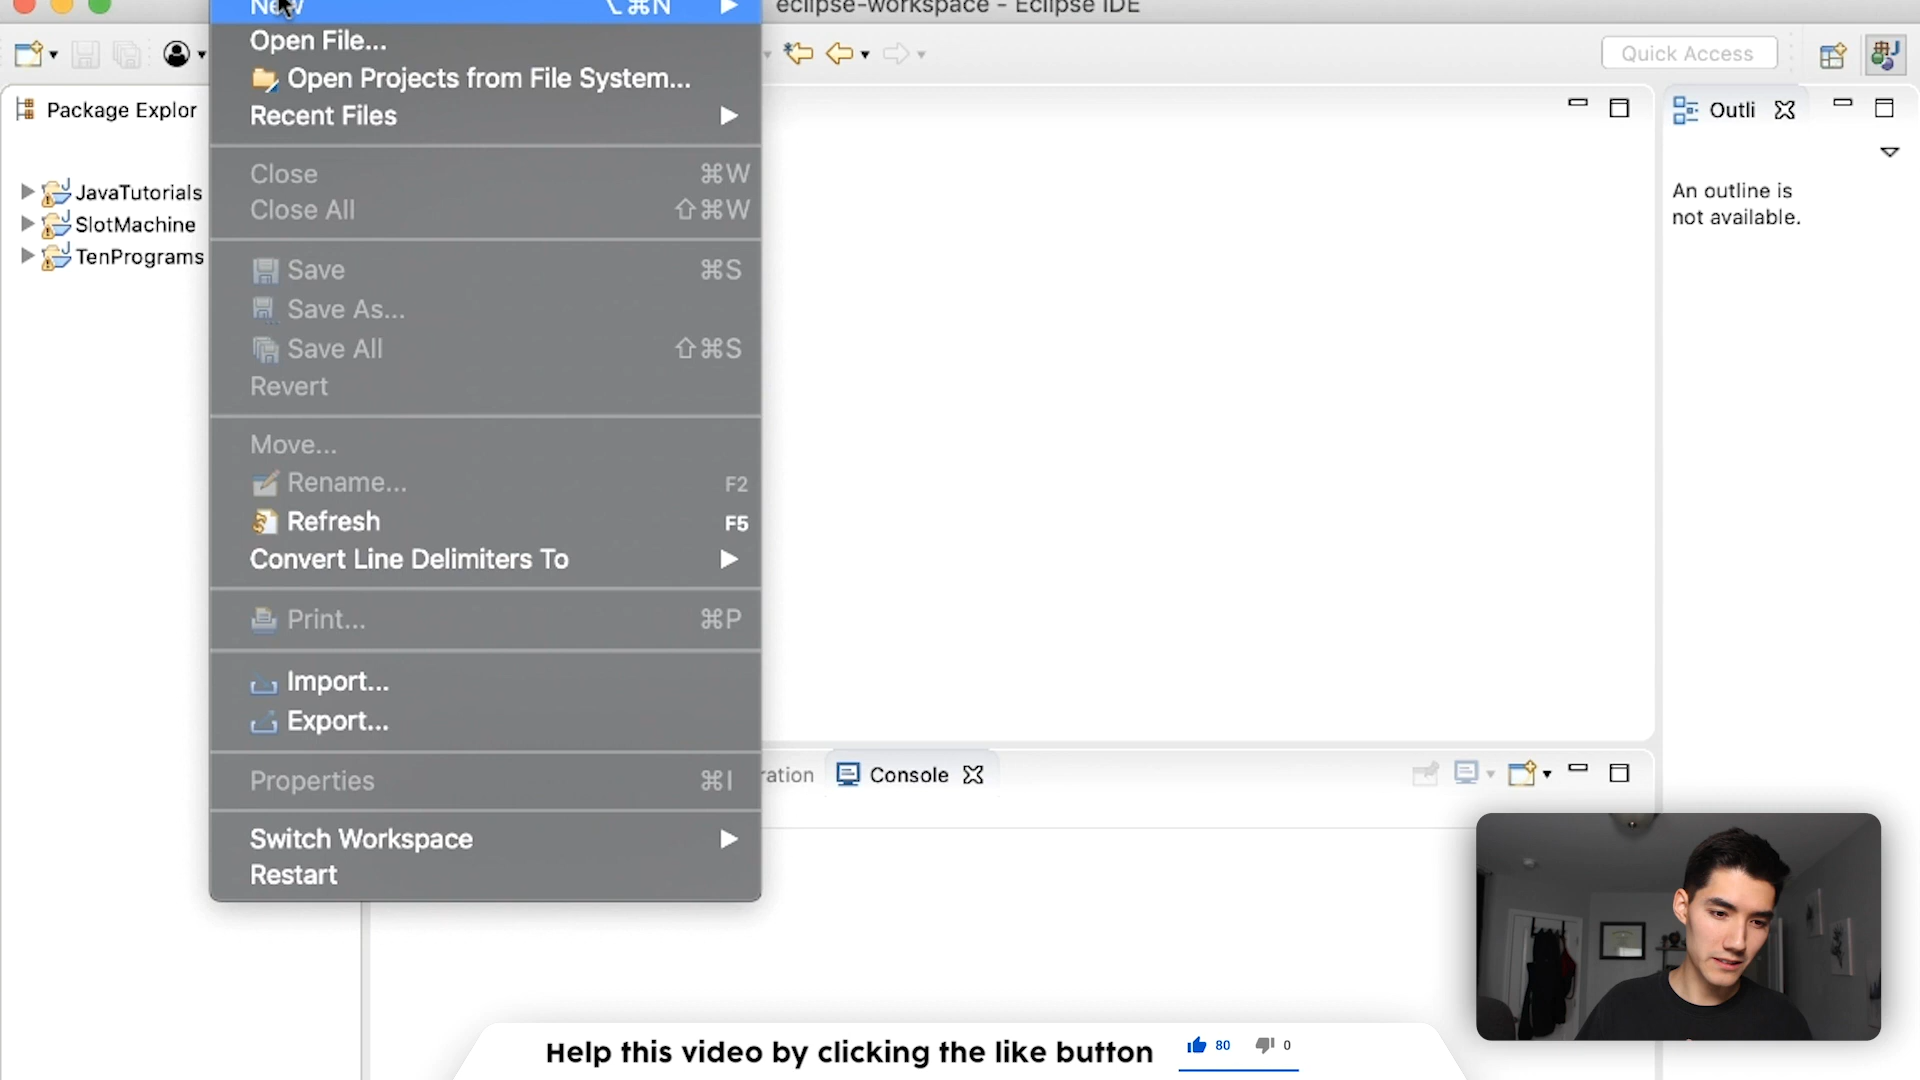 New ⌥⌘N
eclipse-workspace - Eclipse IDE
Open File...
Open Projects from File System...
Recent Files
Quick Access
Package Explor
Outli
JavaTutorials
SlotMachine
TenPrograms
An outline is
not available.
Close ⌘W
Close All ⇧⌘W
Save ⌘S
Save As...
Save All ⇧⌘S
Revert
Move...
Rename... F2
Refresh F5
Convert Line Delimiters To
Print... ⌘P
Import...
Export...
Properties ⌘I
ration
Console
Switch Workspace
Restart
Help this video by clicking the like button 80 0